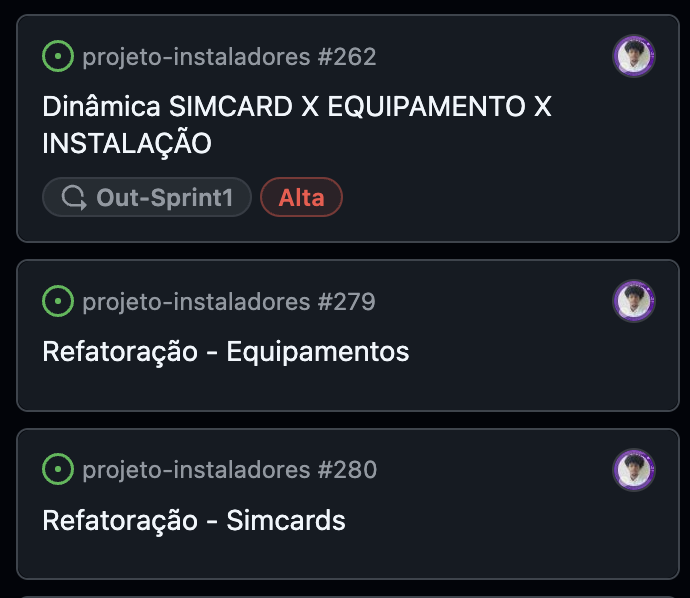 projeto-instaladores #262
Dinâmica SIMCARD X EQUIPAMENTO X
INSTALAÇÃO
Out-Sprint1 Alta
projeto-instaladores #279
Refatoração - Equipamentos
projeto-instaladores #280
Refatoração - Simcards